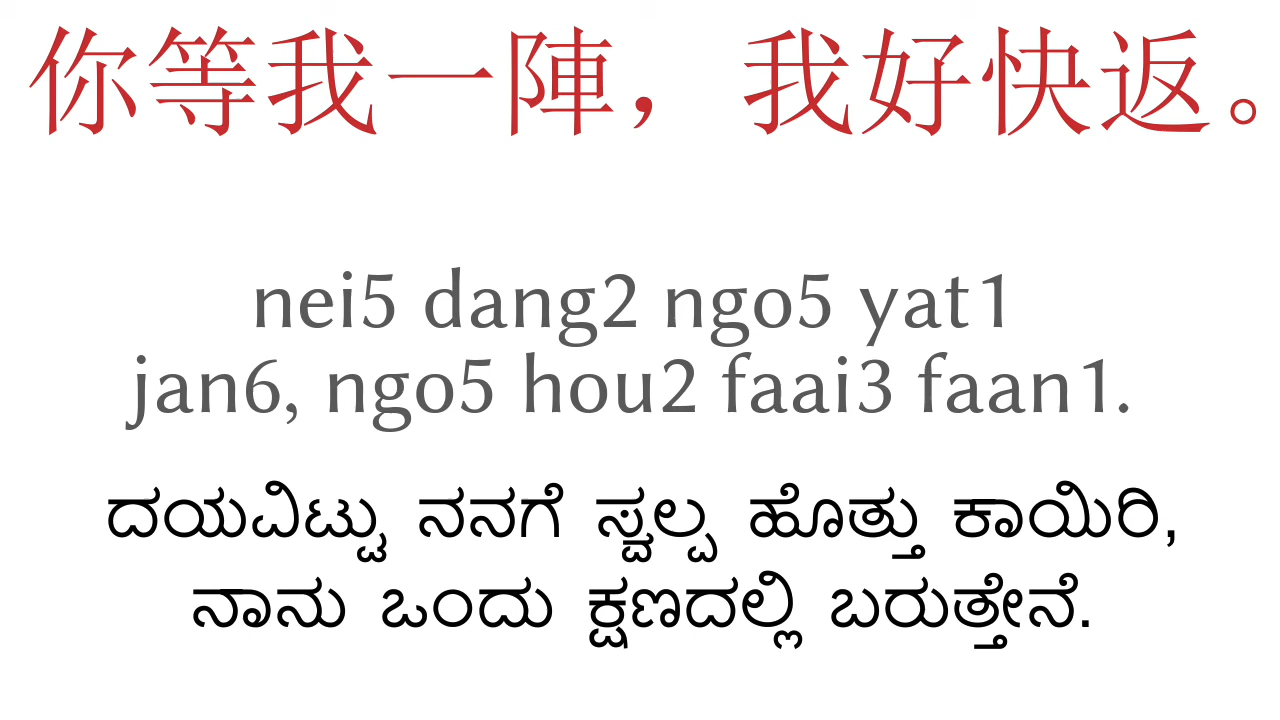 你等我一陣，我好快返。
nei5 dang2 ngo5 yat1
jan6, ngo5 hou2 faai3 faan1.
ದಯವಿಟ್ಟು ನನಗೆ ಸ್ವಲ್ಪ ಹೊತ್ತು ಕಾಯಿರಿ,
ನಾನು ಒಂದು ಕ್ಷಣದಲ್ಲಿ ಬರುತ್ತೇನೆ.